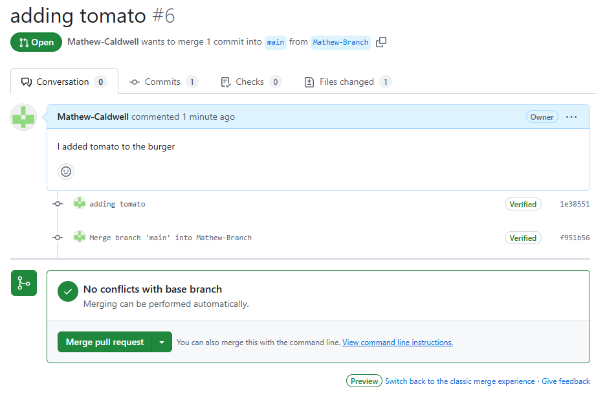 adding tomato #6
Open Mathew-Caldwell wants to merge 1 commit into main from Mathew-Branch
Conversation 0 Commits 1 Checks 0 Files changed 1
Mathew-Caldwell commented 1 minute ago Owner ...
I added tomato to the burger
adding tomato Verified 1e38551
Merge branch 'main' into Mathew-Branch Verified f951b56
No conflicts with base branch
Merging can be performed automatically.
Merge pull request You can also merge this with the command line. View command line instructions.
Preview Switch back to the classic merge experience · Give feedback